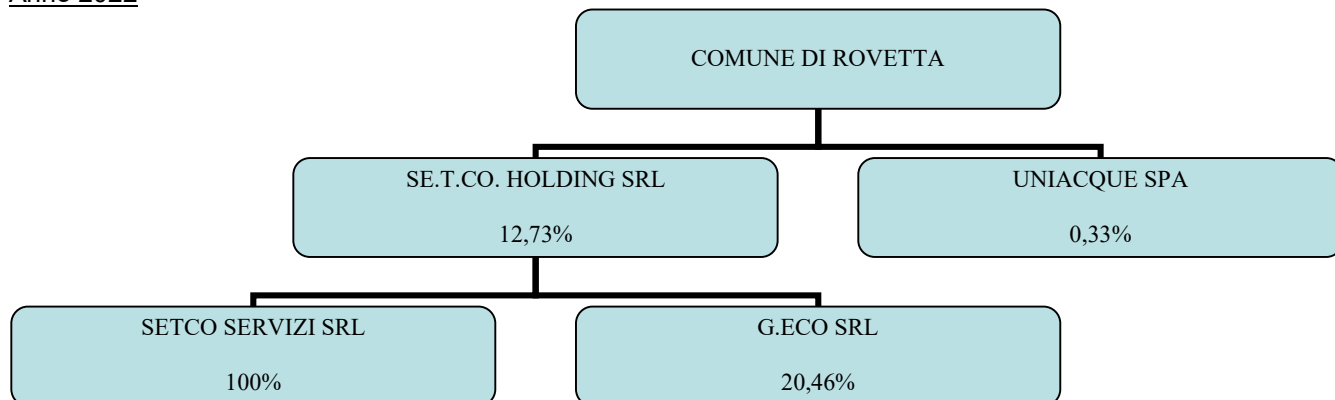 Anno 2022
COMUNE DI ROVETTA
SE.T.CO. HOLDING SRL
12,73%
UNIACQUE SPA
0,33%
SETCO SERVIZI SRL
100%
G.ECO SRL
20,46%